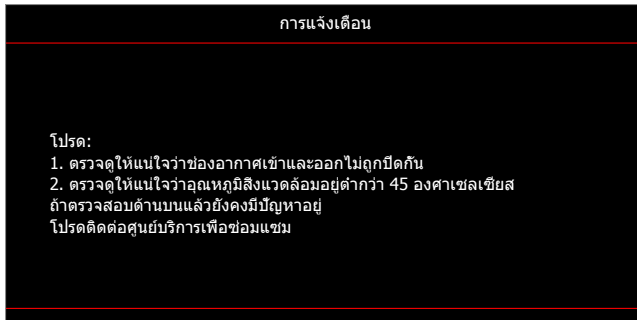 การแจ้งเตือน
โปรด:
1. ตรวจดูให้แน่ใจว่าช่องอากาศเข้าและออกไม่ถูกปิดกั้น
2. ตรวจดูให้แน่ใจว่าอุณหภูมิสิ่งแวดล้อมอยู่ต่ำกว่า 45 องศาเซลเซียส
ถ้าตรวจสอบด้านบนแล้วยังคงมีปัญหาอยู่
โปรดติดต่อศูนย์บริการเพื่อซ่อมแซม